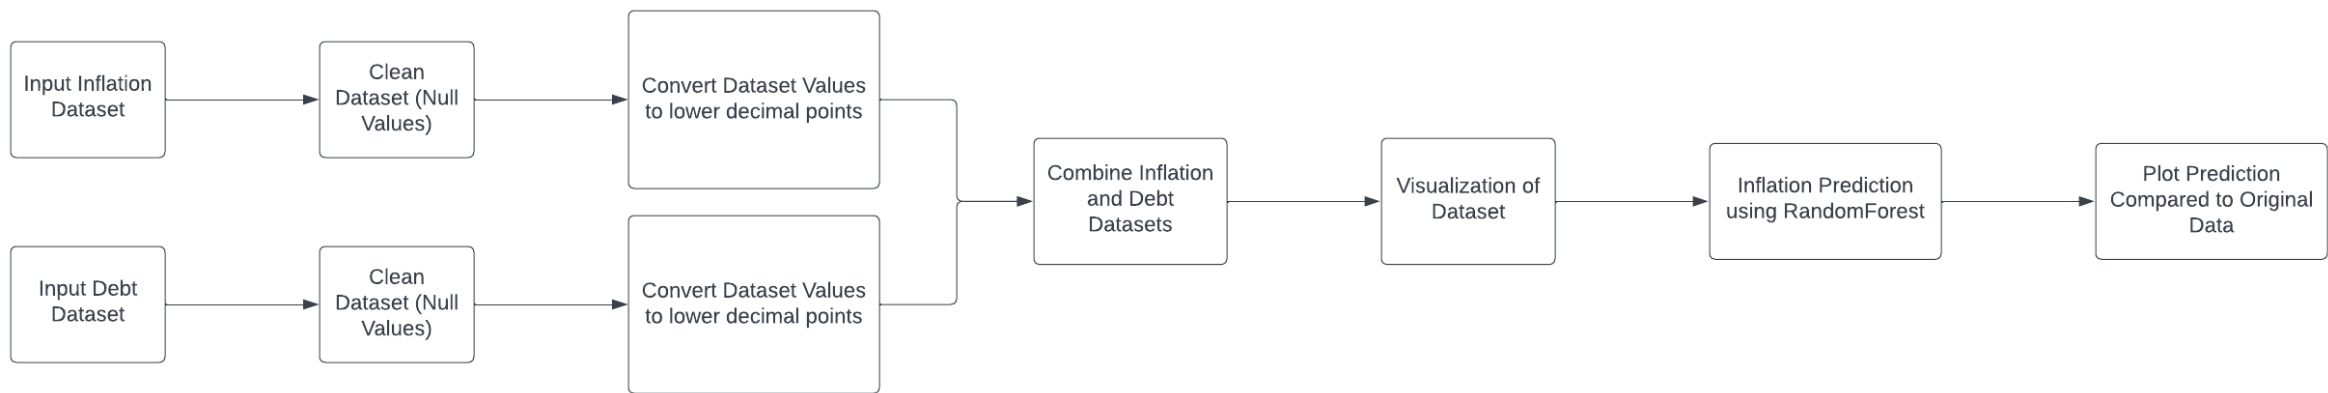 Input Inflation
Dataset
Clean
Dataset (Null
Values)
Convert Dataset Values
to lower decimal points
Input Debt
Dataset
Clean
Dataset (Null
Values)
Convert Dataset Values
to lower decimal points
Combine Inflation
and Debt
Datasets
Visualization of
Dataset
Inflation Prediction
using RandomForest
Plot Prediction
Compared to Original
Data